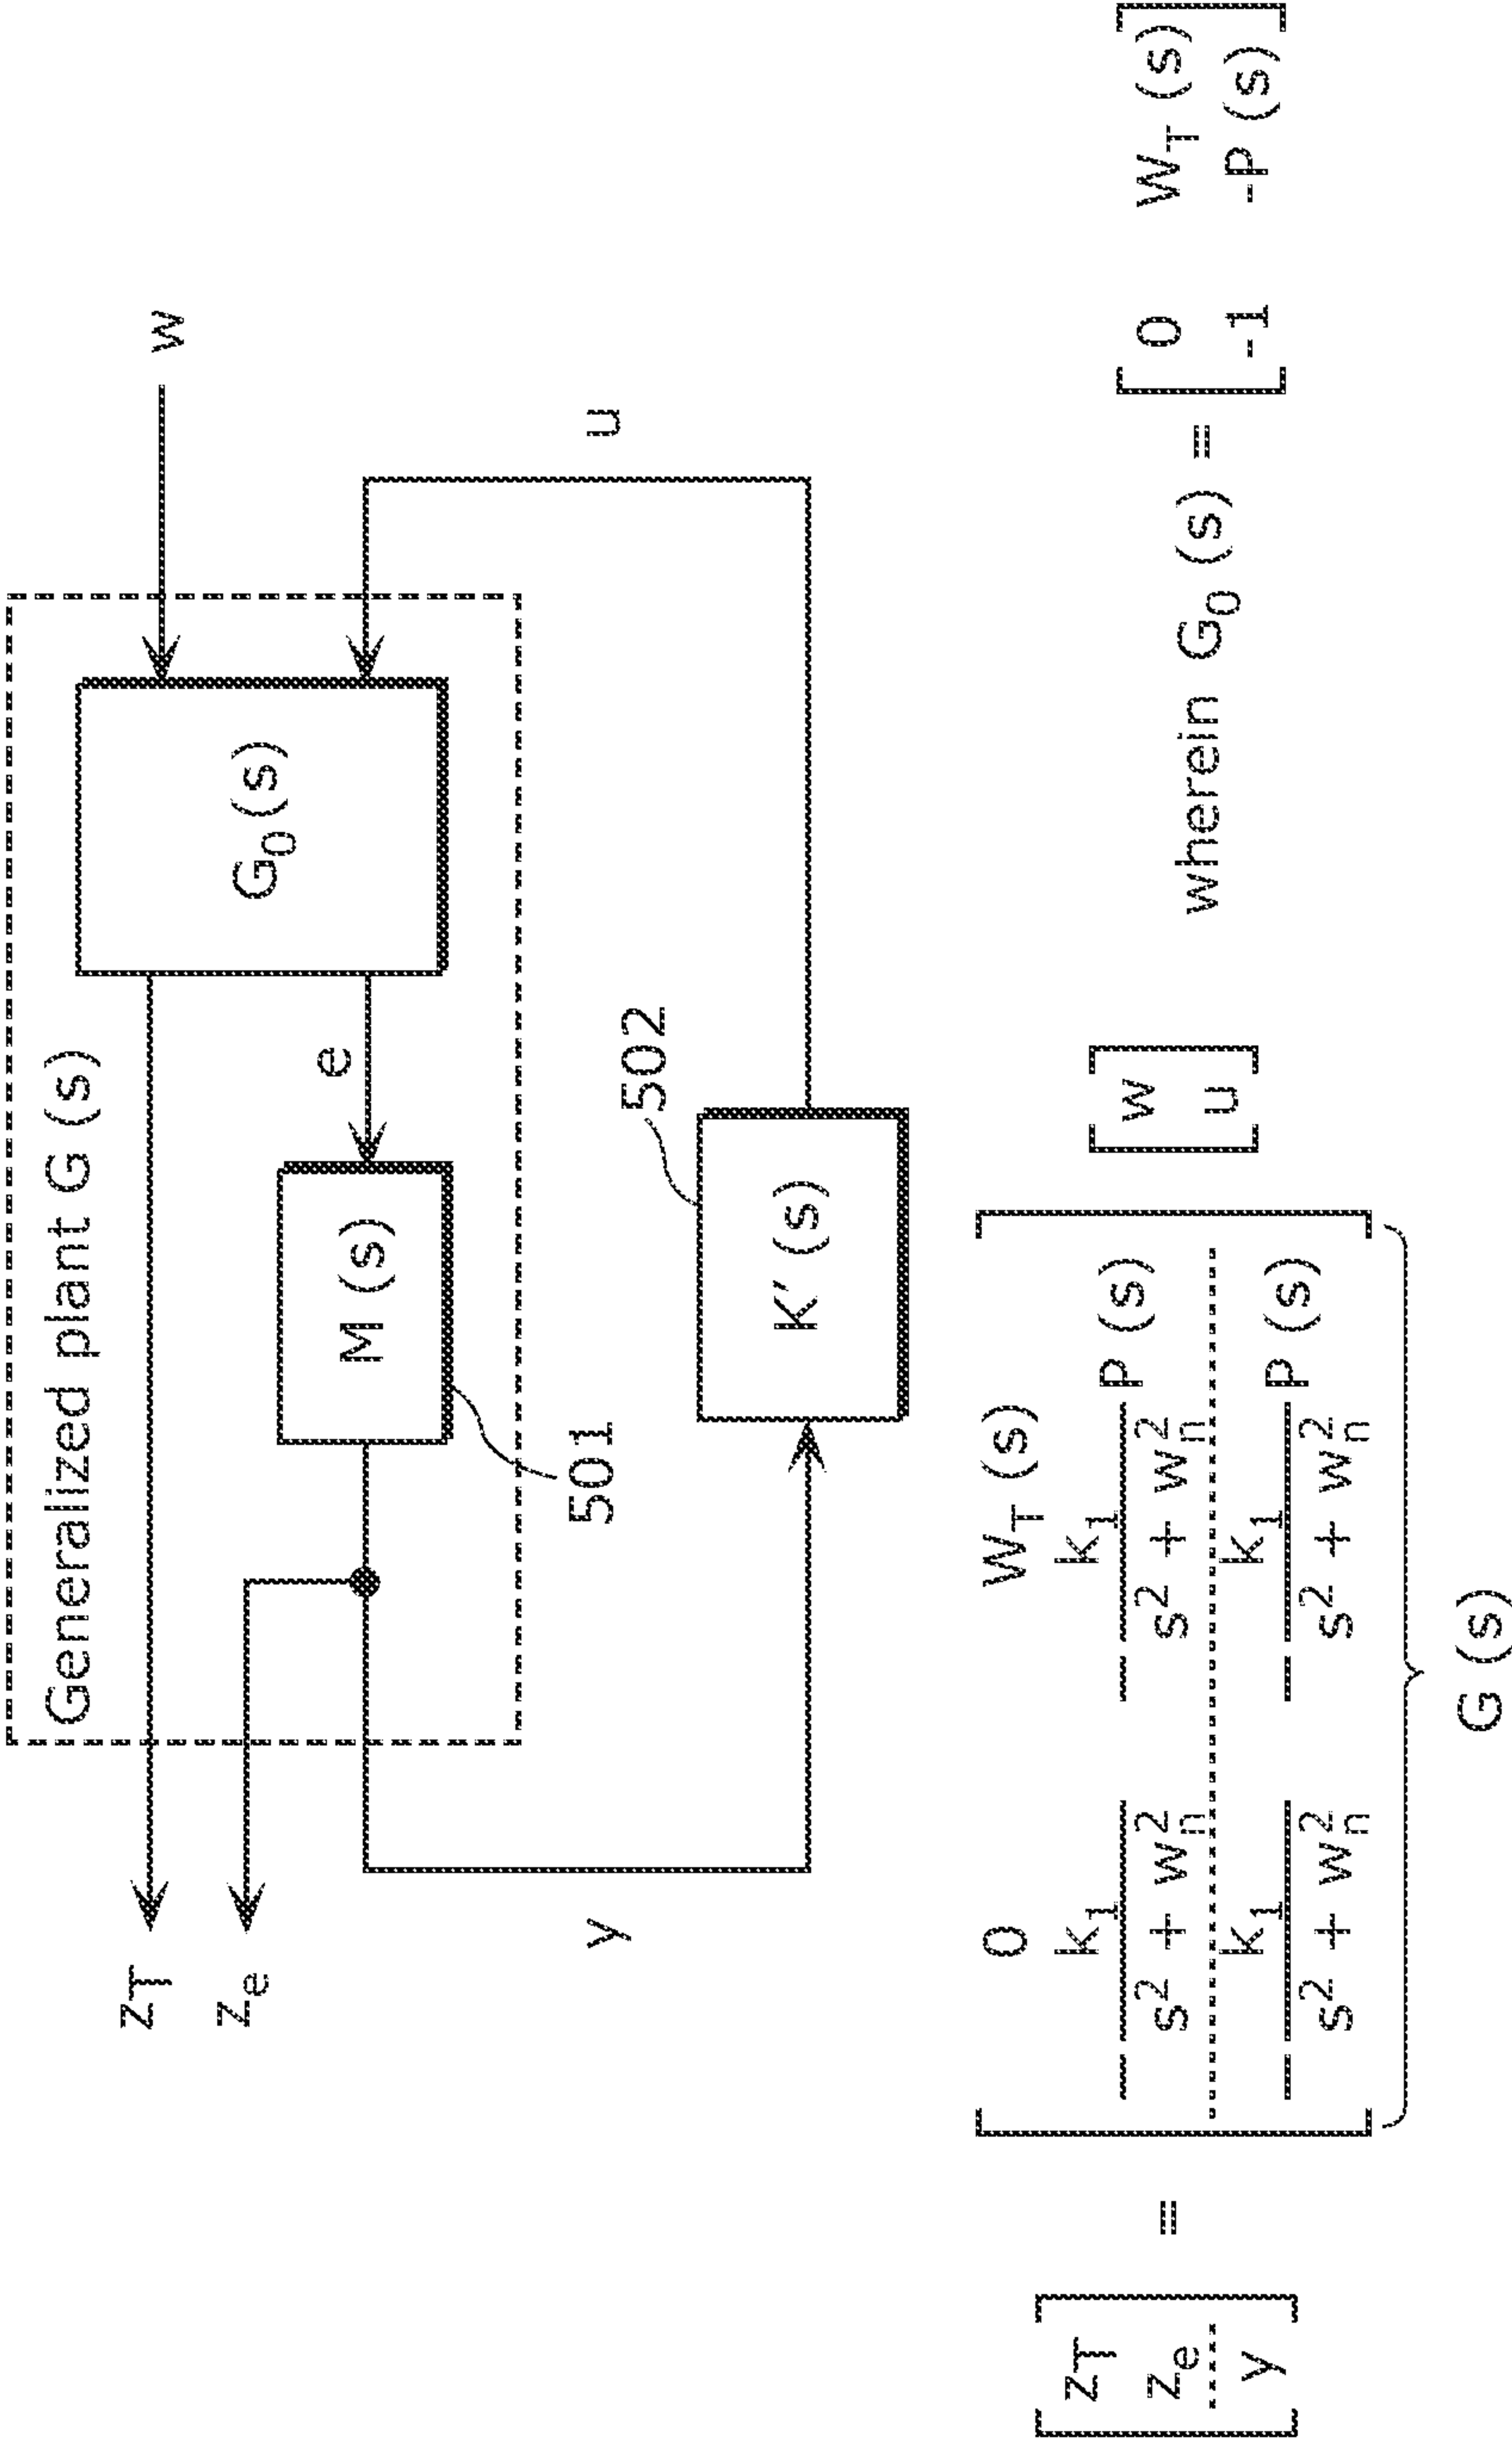 Generalized plant G (s)
w
G0 (s)
zT
ze
e
M (s)
501
u
502
K′ (s)
y
[ zT
ze
y ] = [ 0 WT (s)
− k1 / s² + wn² − k1 / s² + wn² P (s)
− k1 / s² + wn² − k1 / s² + wn² P (s) ] [ w
u ]
G (s)
wherein G0 (s) = [ 0 WT (s)
-1 -P (s) ]